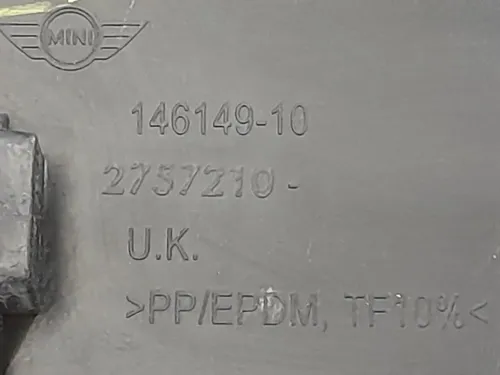 MINI
146149-10
2757210-
U.K.
>PP/EPDM, TF10%<